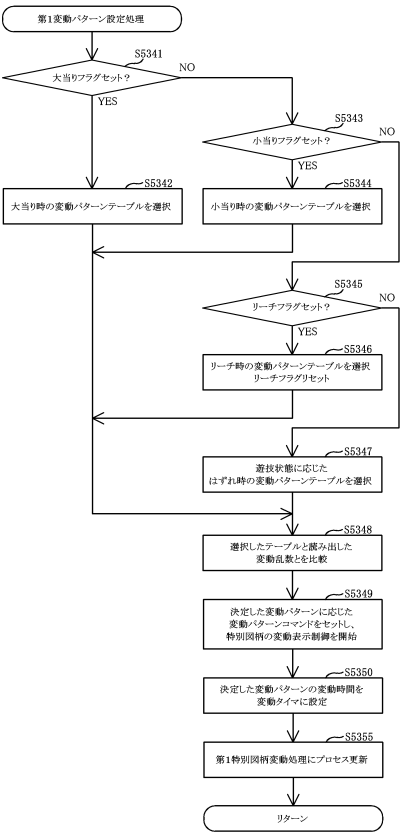 第1変動パターン設定処理
S5341
大当りフラグセット?
NO
YES
S5343
小当りフラグセット?
NO
YES
S5342
大当り時の変動パターンテーブルを選択
S5344
小当り時の変動パターンテーブルを選択
S5345
リーチフラグセット?
NO
YES
S5346
リーチ時の変動パターンテーブルを選択
リーチフラグリセット
S5347
遊技状態に応じた
はずれ時の変動パターンテーブルを選択
S5348
選択したテーブルと読み出した
変動乱数とを比較
S5349
決定した変動パターンに応じた
変動パターンコマンドをセットし、
特別図柄の変動表示制御を開始
S5350
決定した変動パターンの変動時間を
変動タイマに設定
S5355
第1特別図柄変動処理にプロセス更新
リターン